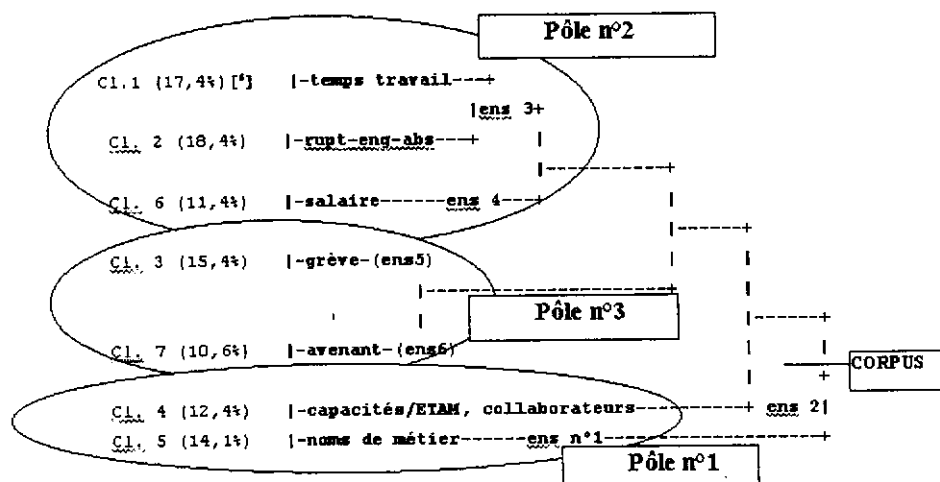 Pôle n°2
Cl.1 (17,4%)[⁶] |-temps travail---+
|ens 3+
Cl. 2 (18,4%) |-rupt-eng-abs----+ |
|----------+
Cl. 6 (11,4%) |-salaire------ens 4---+ |
|------+
Cl. 3 (15,4%) |-grève-(ens5) | |
|---------------------+ |
Pôle n°3
| |-----+
Cl. 7 (10,6%) |-avenant-(ens6) | |
CORPUS
| +
Cl. 4 (12,4%) |-capacités/ETAM, collaborateurs---------+ ens 2|
Cl. 5 (14,1%) |-noms de métier------ens n°1-------------------+
Pôle n°1